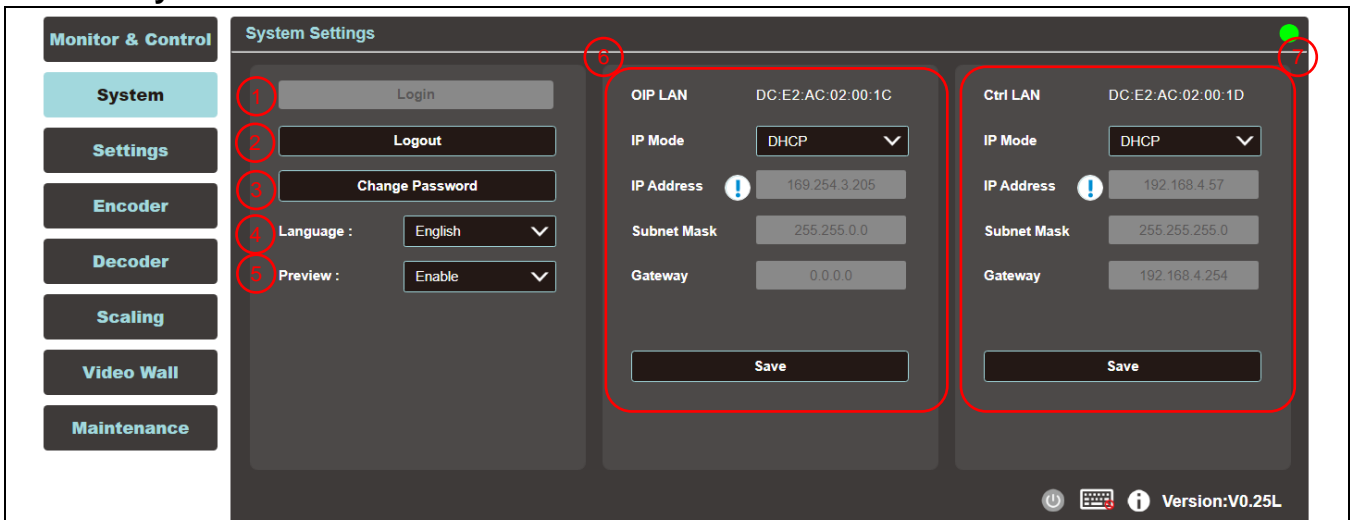 Monitor & Control
System
Settings
Encoder
Decoder
Scaling
Video Wall
Maintenance
System Settings
1 Login
2 Logout
3 Change Password
4 Language : English
5 Preview : Enable
6
OIP LAN DC:E2:AC:02:00:1C
IP Mode DHCP
IP Address ! 169.254.3.205
Subnet Mask 255.255.0.0
Gateway 0.0.0.0
Save
7
Ctrl LAN DC:E2:AC:02:00:1D
IP Mode DHCP
IP Address ! 192.168.4.57
Subnet Mask 255.255.255.0
Gateway 192.168.4.254
Save
Version:V0.25L